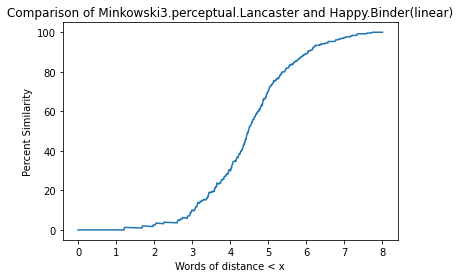 Comparison of Minkowski3.perceptual.Lancaster and Happy.Binder(linear)
100
80
60
40
20
0
Percent Similarity
0 1 2 3 4 5 6 7 8
Words of distance < x